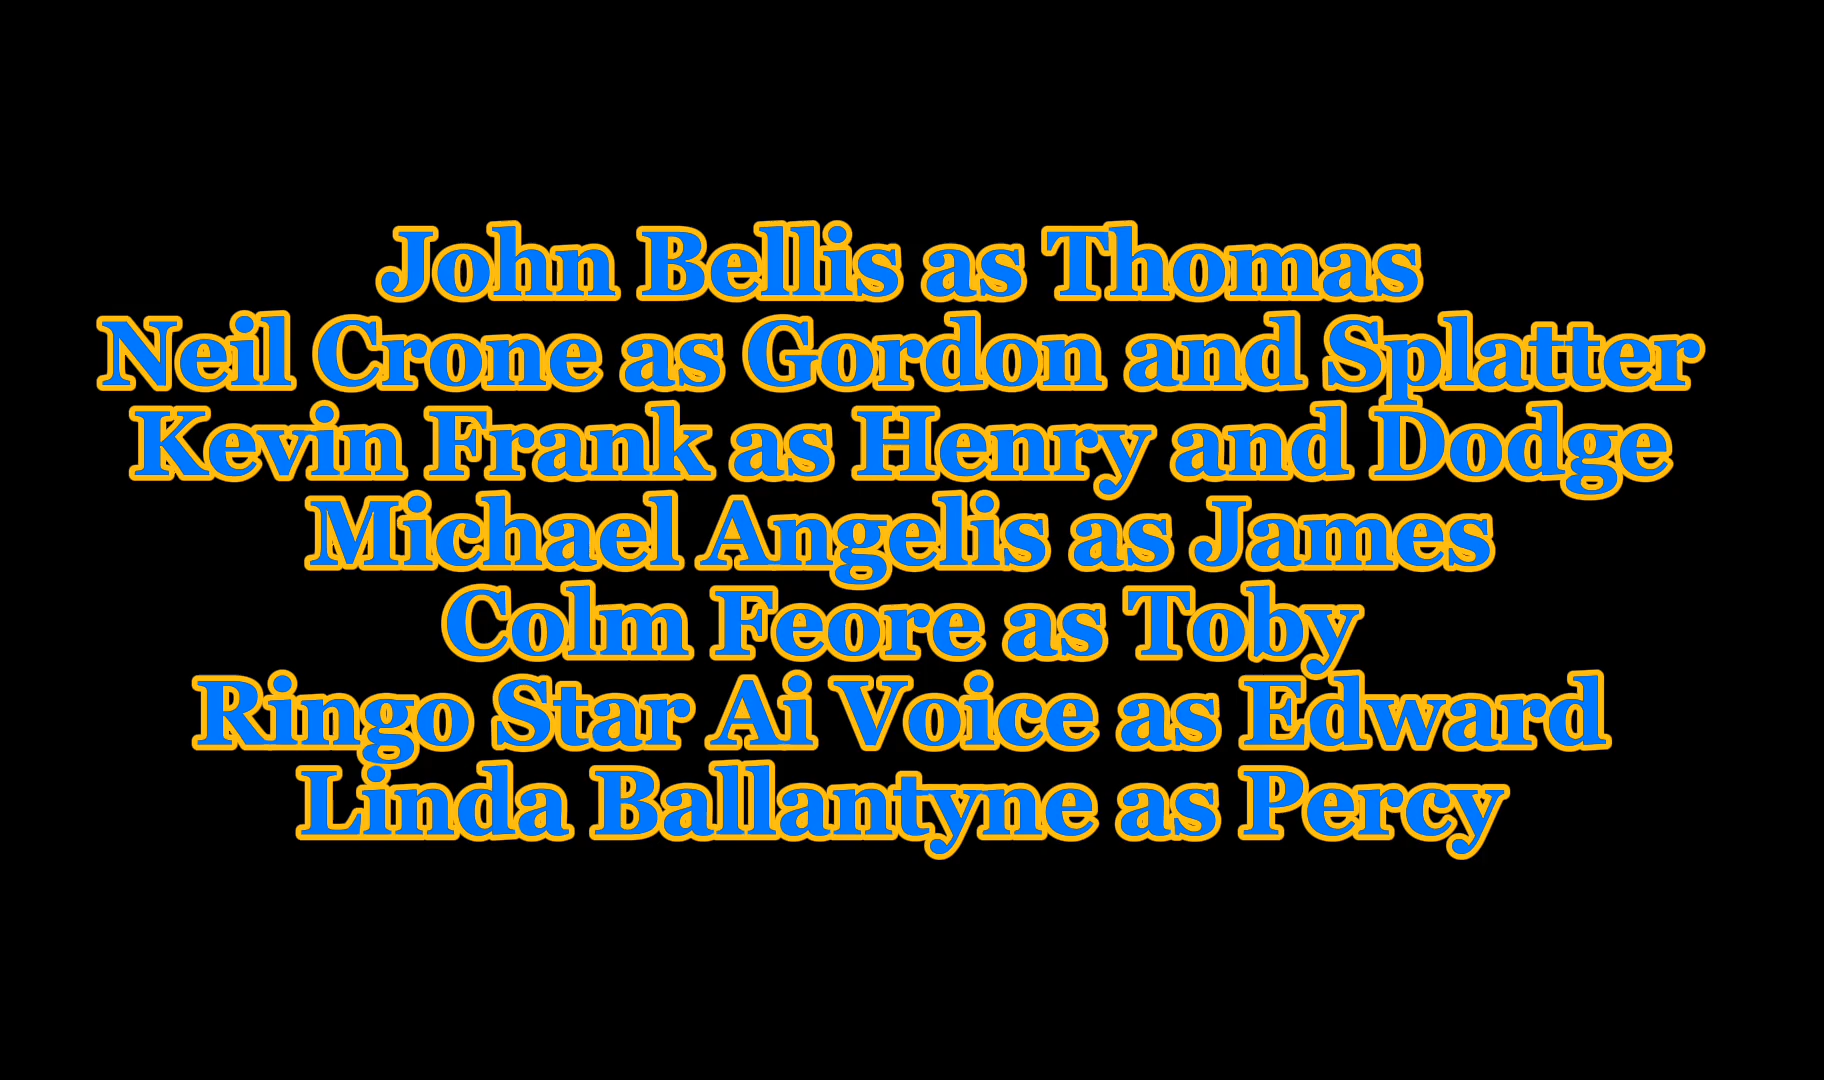 John Bellis as Thomas
Neil Crone as Gordon and Splatter
Kevin Frank as Henry and Dodge
Michael Angelis as James
Colm Feore as Toby
Ringo Star Ai Voice as Edward
Linda Ballantyne as Percy